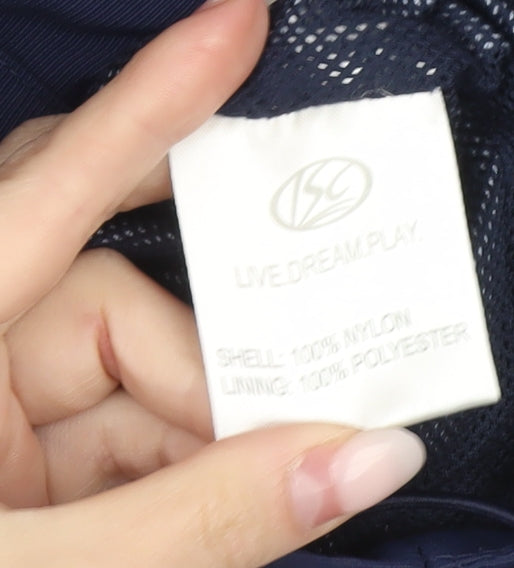 ISC
LIVE.DREAM.PLAY.
SHELL: 100% NYLON
LINING: 100% POLYESTER